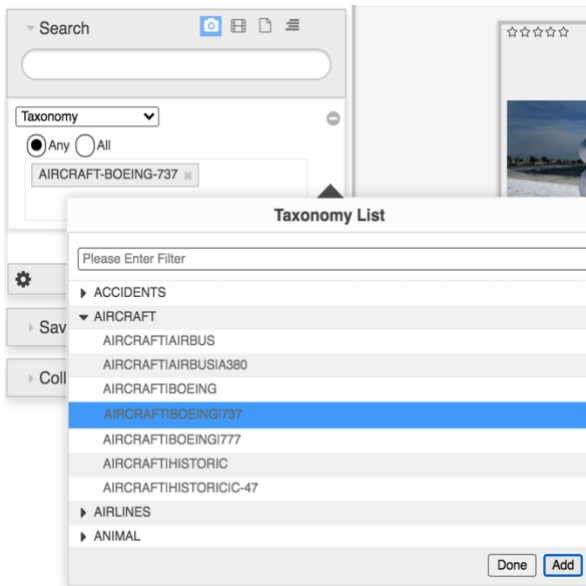 Search
Taxonomy
Any All
AIRCRAFT-BOEING-737
Taxonomy List
Please Enter Filter
ACCIDENTS
AIRCRAFT
AIRCRAFT|AIRBUS
AIRCRAFT|AIRBUS|A380
AIRCRAFT|BOEING
AIRCRAFT|BOEING|737
AIRCRAFT|BOEING|777
AIRCRAFT|HISTORIC
AIRCRAFT|HISTORIC|C-47
AIRLINES
ANIMAL
Sav
Coll
Done Add